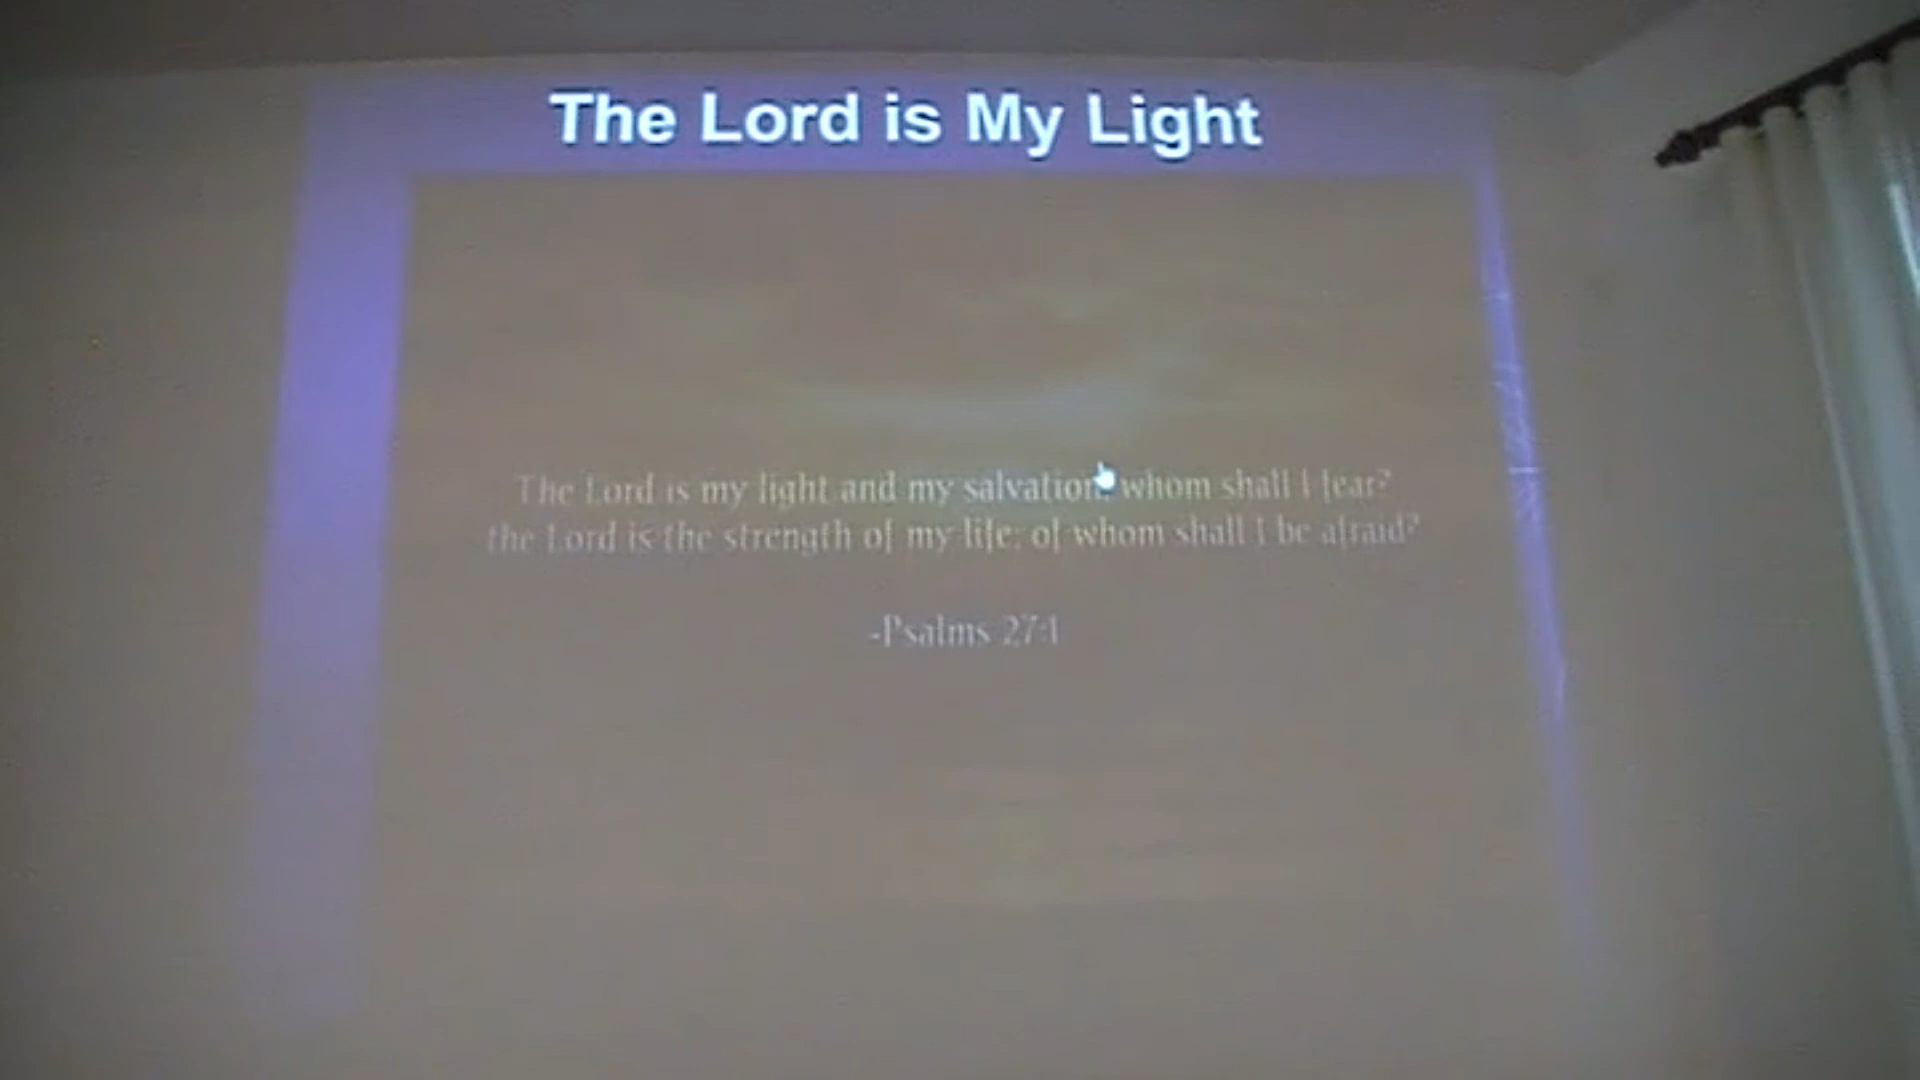 The Lord is My Light
The Lord is my light and my salvation; whom shall I fear?
the Lord is the strength of my life; of whom shall I be afraid?
-Psalms 27:1